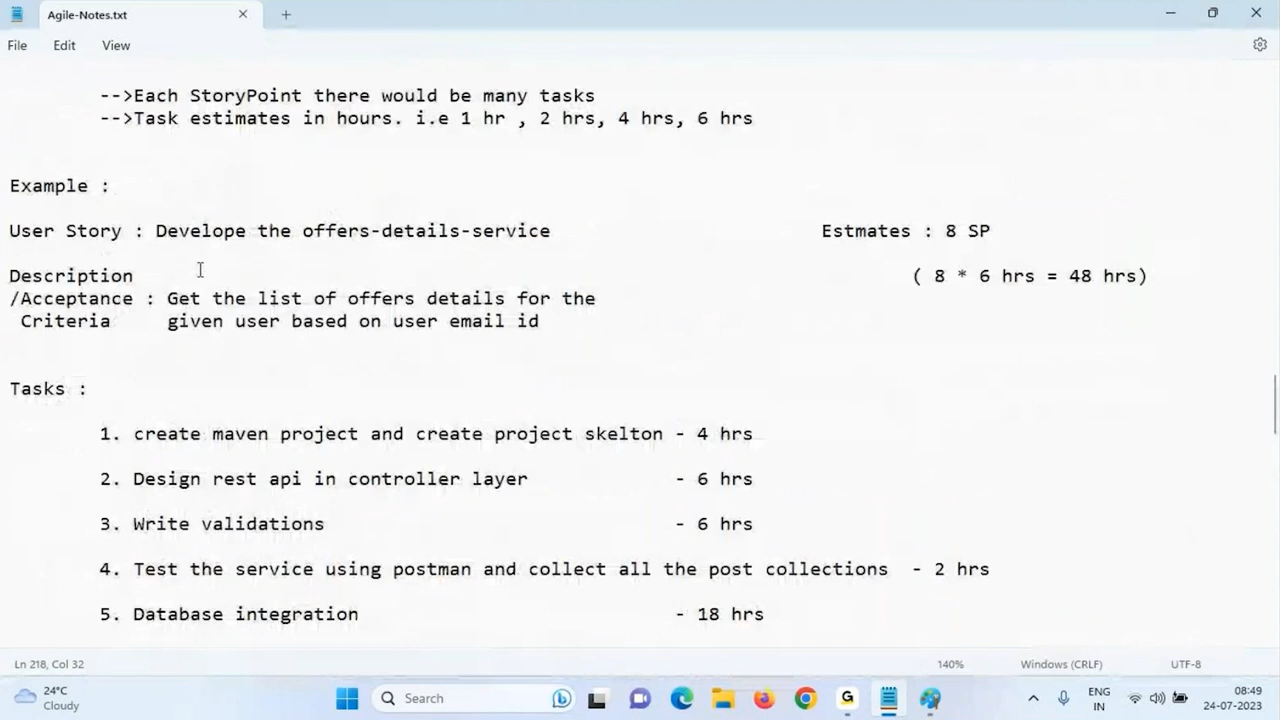 Agile-Notes.txt
File Edit View
-->Each StoryPoint there would be many tasks
-->Task estimates in hours. i.e 1 hr , 2 hrs, 4 hrs, 6 hrs
Example :
User Story : Develope the offers-details-service Estmates : 8 SP
Description ( 8 * 6 hrs = 48 hrs)
/Acceptance : Get the list of offers details for the
Criteria given user based on user email id
Tasks :
1. create maven project and create project skelton - 4 hrs
2. Design rest api in controller layer - 6 hrs
3. Write validations - 6 hrs
4. Test the service using postman and collect all the post collections - 2 hrs
5. Database integration - 18 hrs
Ln 218, Col 32 140% Windows (CRLF) UTF-8
24°C
Cloudy
Search
ENG
IN
08:49
24-07-2023